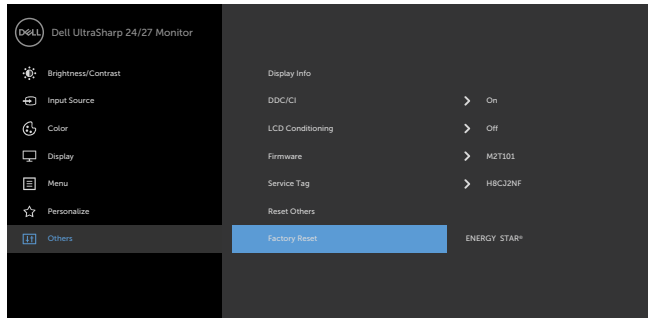 DELL Dell UltraSharp 24/27 Monitor
Brightness/Contrast Display Info
Input Source DDC/CI On
Color LCD Conditioning Off
Display Firmware M2T101
Menu Service Tag H8CJ2NF
Personalize Reset Others
Others Factory Reset ENERGY STAR®